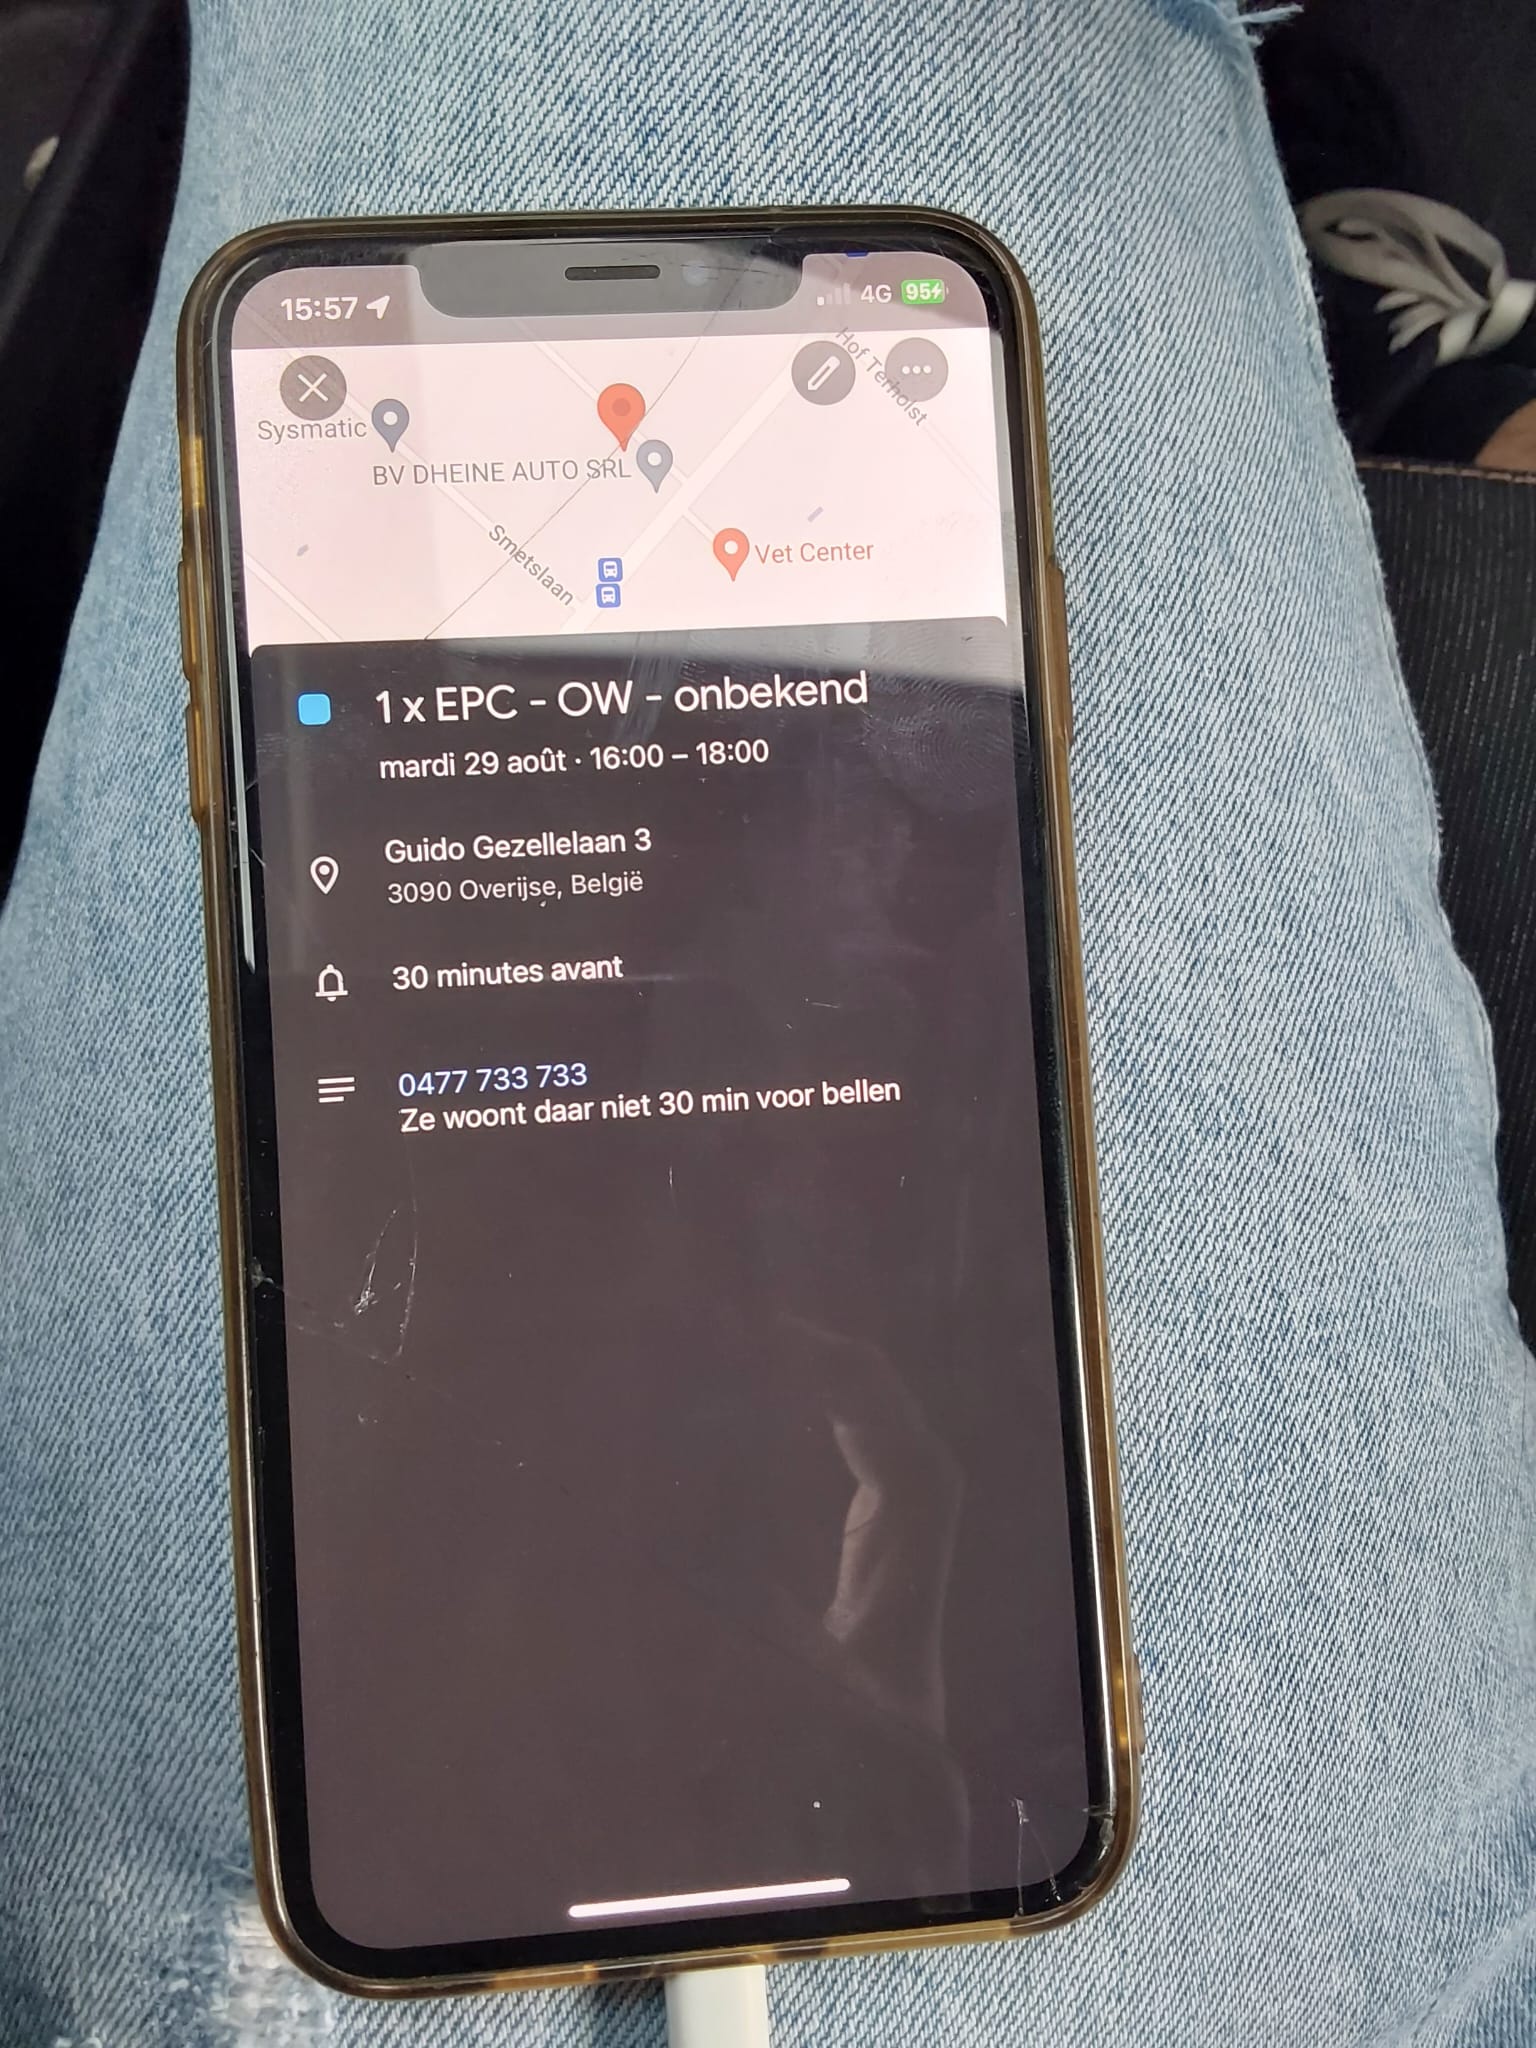 15:57
4G 95
Hof Terholst
Sysmatic
BV DHEINE AUTO SRL
Smetslaan
Vet Center
1 x EPC - OW - onbekend
mardi 29 août · 16:00 – 18:00
Guido Gezellelaan 3
3090 Overijse, België
30 minutes avant
0477 733 733
Ze woont daar niet 30 min voor bellen